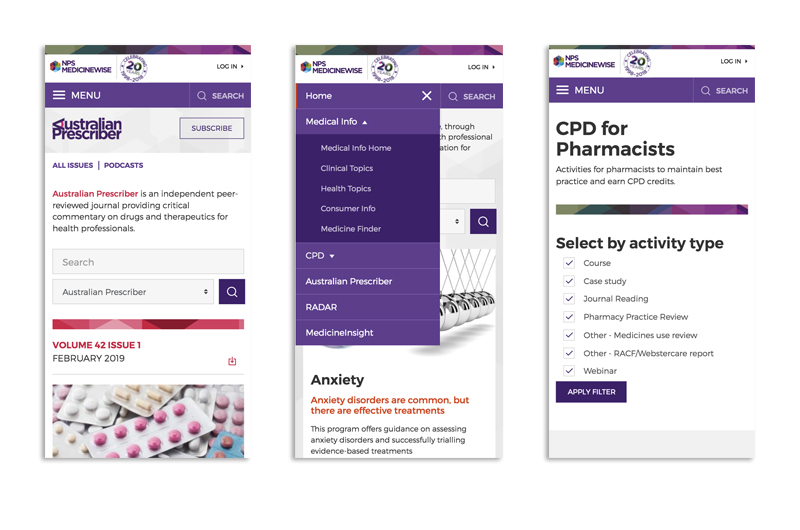 NPS
MEDICINEWISE
CELEBRATING
20
YEARS
1998-2018
LOG IN
MENU
SEARCH
Australian
Prescriber
SUBSCRIBE
ALL ISSUES | PODCASTS
Australian Prescriber is an independent peer-
reviewed journal providing critical
commentary on drugs and therapeutics for
health professionals.
Search
Australian Prescriber
VOLUME 42 ISSUE 1
FEBRUARY 2019
NPS
MEDICINEWISE
CELEBRATING
20
YEARS
1998-2018
LOG IN
Home
SEARCH
Medical Info
Medical Info Home
Clinical Topics
Health Topics
Consumer Info
Medicine Finder
CPD
Australian Prescriber
RADAR
MedicineInsight
, through
professional
ation for
Anxiety
Anxiety disorders are common, but
there are effective treatments
This program offers guidance on assessing
anxiety disorders and successfully trialling
evidence-based treatments
NPS
MEDICINEWISE
CELEBRATING
20
YEARS
1998-2018
LOG IN
MENU
SEARCH
CPD for
Pharmacists
Activities for pharmacists to maintain best
practice and earn CPD credits.
Select by activity type
Course
Case study
Journal Reading
Pharmacy Practice Review
Other - Medicines use review
Other - RACF/Webstercare report
Webinar
APPLY FILTER